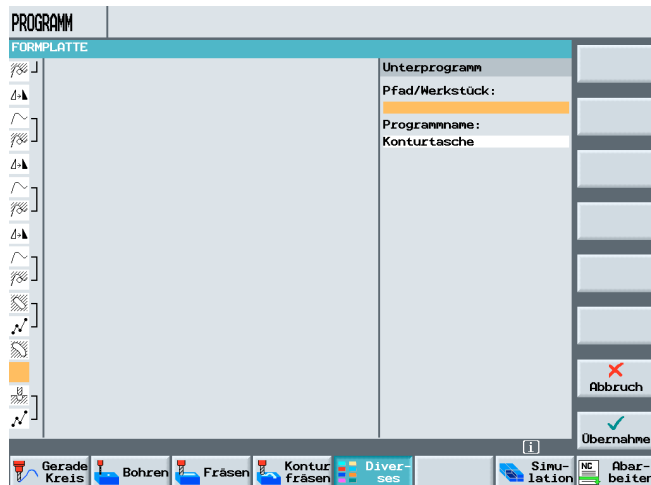 PROGRAMM
FORMPLATTE
Unterprogramm
Pfad/Werkstück:
Programmname:
Konturtasche
Abbruch
Übernahme
i
Gerade
Kreis
Bohren
Fräsen
Kontur
fräsen
Diver-
ses
Simu-
lation
NC
Abar-
beiten